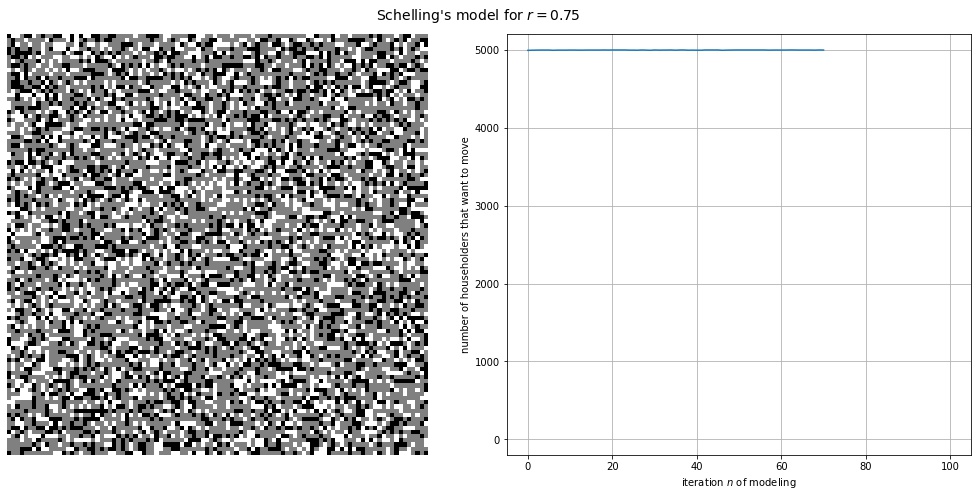 Schelling's model for r = 0.75
number of householders that want to move
5000
4000
3000
2000
1000
0
0 20 40 60 80 100
iteration n of modeling